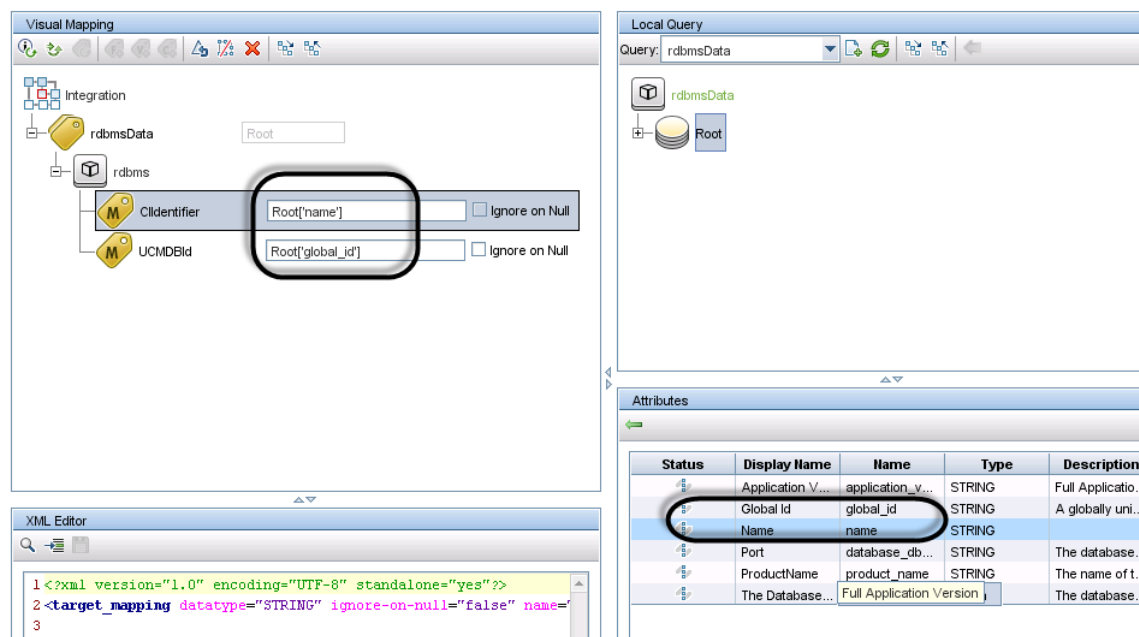 Visual Mapping
Integration
rdbmsData Root
rdbms
M CIIdentifier Root['name'] Ignore on Null
M UCMDBId Root['global_id'] Ignore on Null
XML Editor
1 <?xml version="1.0" encoding="UTF-8" standalone="yes"?>
2 <target_mapping datatype="STRING" ignore-on-null="false" name="
3
Local Query
Query: rdbmsData
rdbmsData
Root
Attributes
Status Display Name Name Type Description
Application V... application_v... STRING Full Applicatio.
Global Id global_id STRING A globally uni..
Name name STRING
Port database_db... STRING The database.
ProductName product_name STRING The name of t.
The Database... Full Application Version The database.